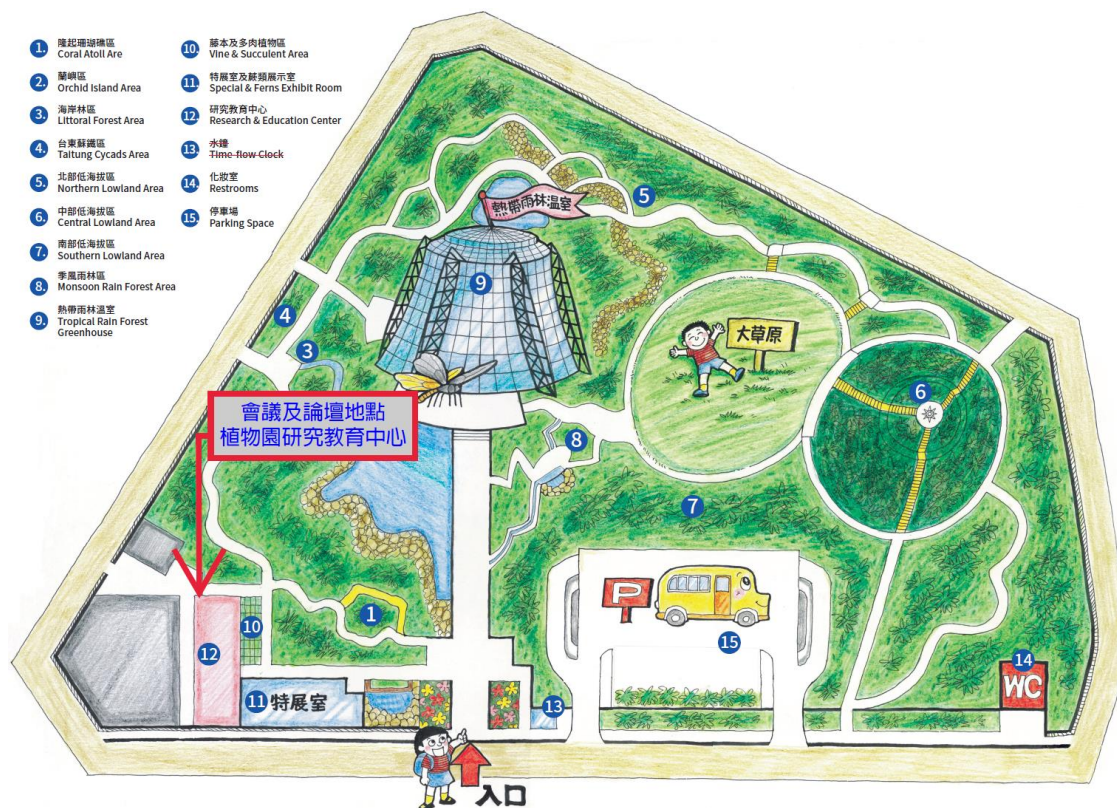 1. 隆起珊瑚礁區
Coral Atoll Are
2. 蘭嶼區
Orchid Island Area
3. 海岸林區
Littoral Forest Area
4. 台東蘇鐵區
Taitung Cycads Area
5. 北部低海拔區
Northern Lowland Area
6. 中部低海拔區
Central Lowland Area
7. 南部低海拔區
Southern Lowland Area
8. 季風雨林區
Monsoon Rain Forest Area
9. 熱帶雨林溫室
Tropical Rain Forest
Greenhouse
10. 藤本及多肉植物區
Vine & Succulent Area
11. 特展室及蕨類展示室
Special & Ferns Exhibit Room
12. 研究教育中心
Research & Education Center
13. 水鐘
Time-flow Clock
14. 化妝室
Restrooms
15. 停車場
Parking Space
熱帶雨林溫室
5
9
4
3
大草原
6
會議及論壇地點
植物園研究教育中心
8
7
P
1
10
12
15
14
WC
11 特展室
13
入口